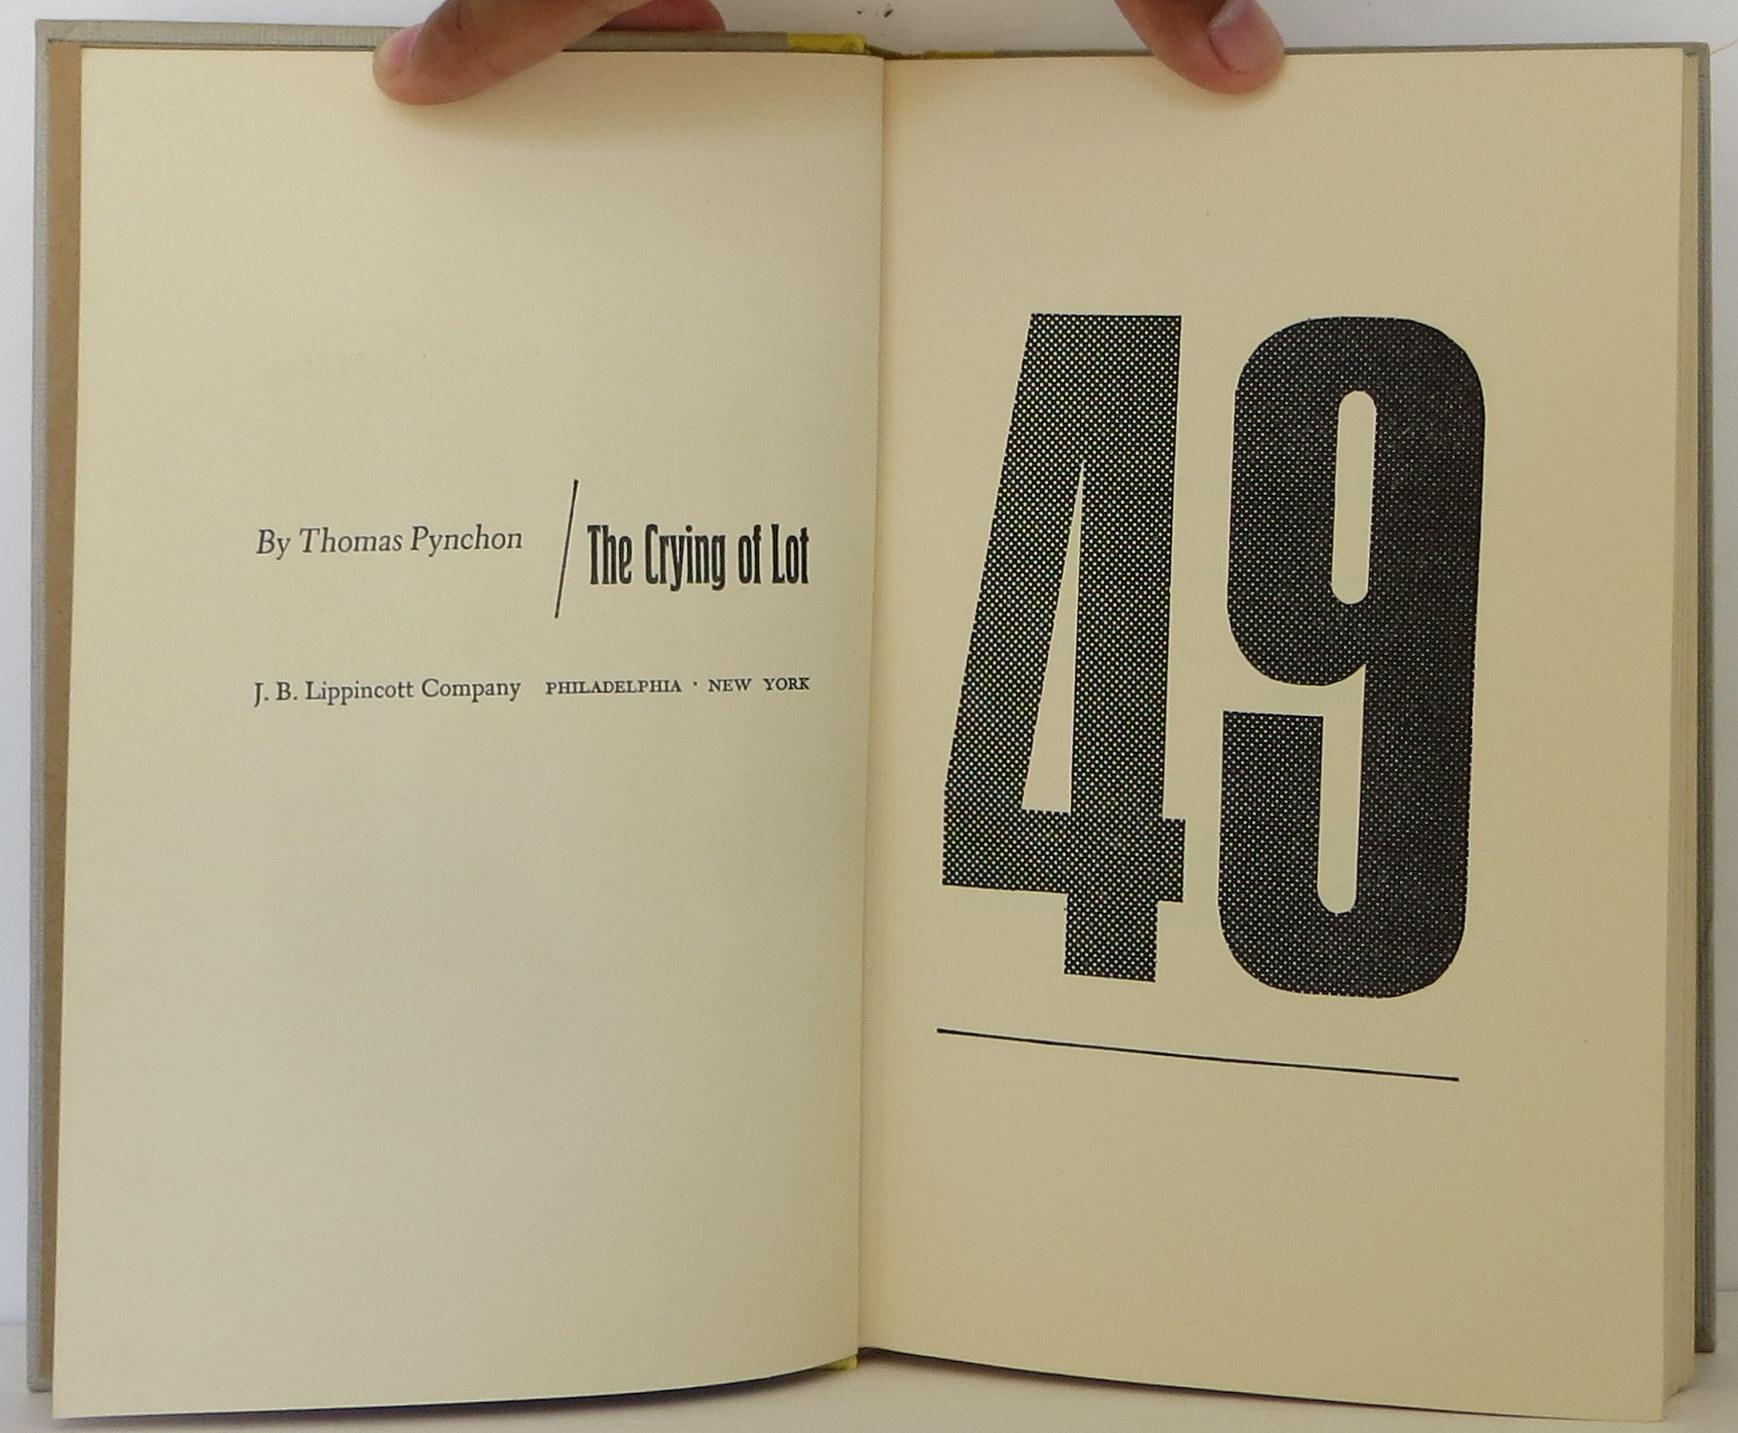 By Thomas Pynchon / The Crying of Lot
49
J. B. Lippincott Company PHILADELPHIA · NEW YORK